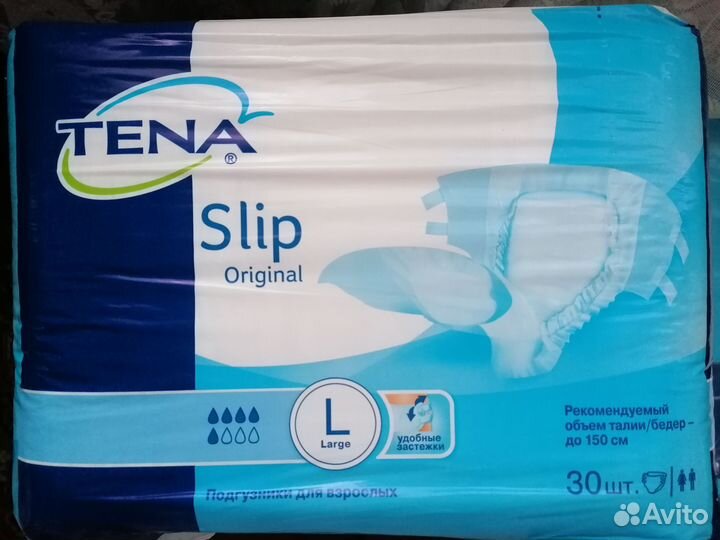 TENA®
Slip
Original
L
Large
удобные
застежки
Рекомендуемый
объем талии/бедер –
до 150 см
30 шт.
Подгузники для взрослых
Avito